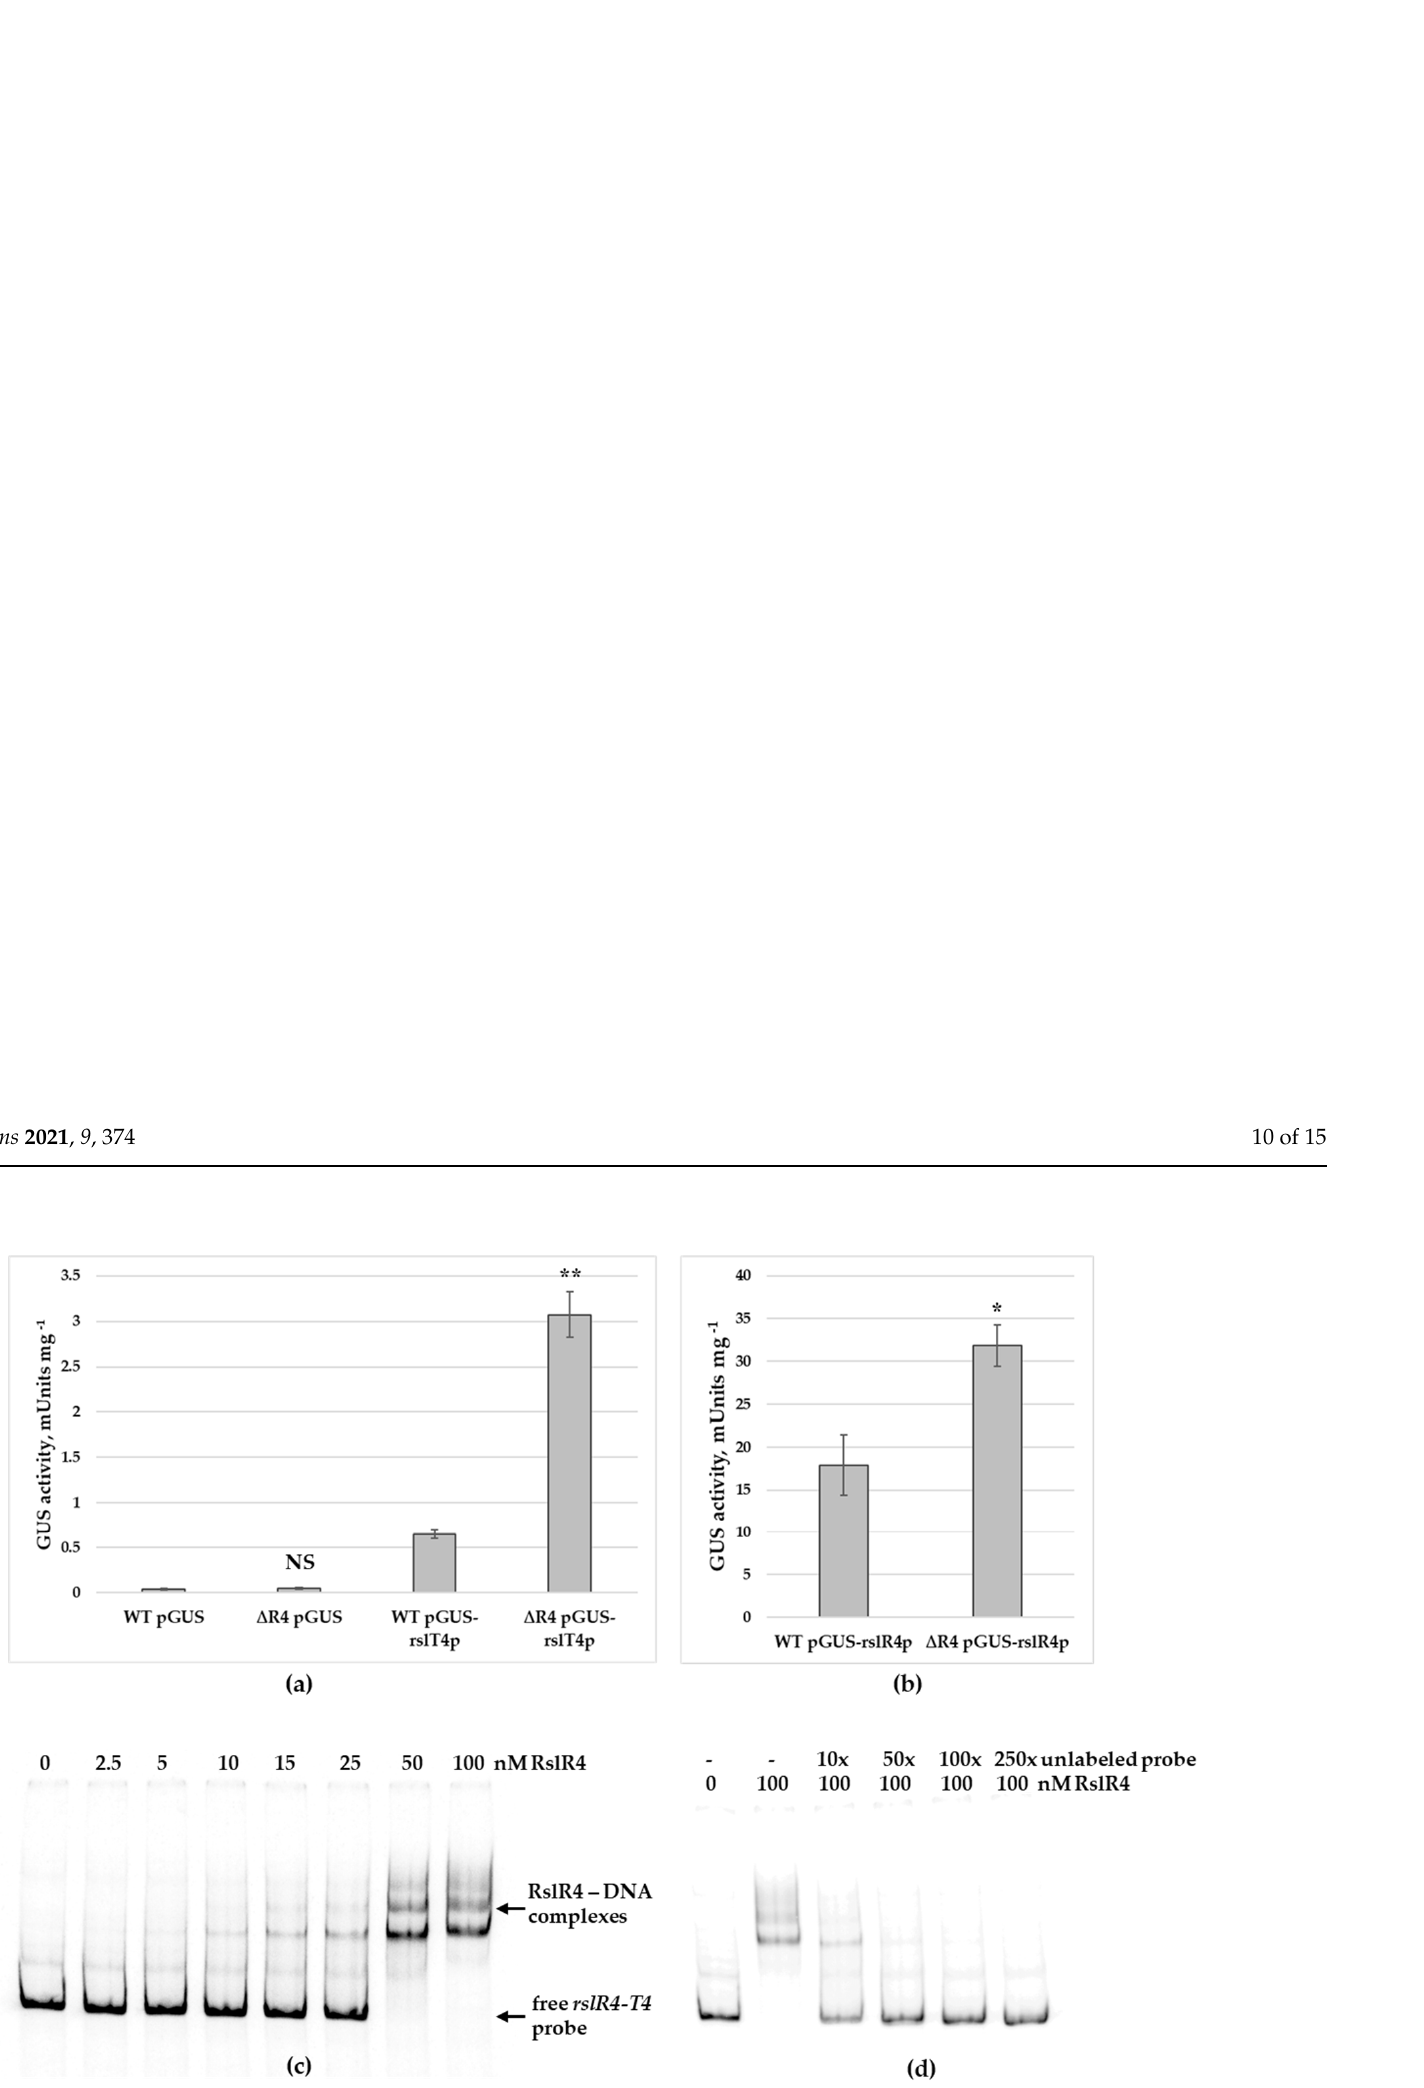 ns 2021, 9, 374 10 of 15
GUS activity, mUnits mg -1
3.5
3
2.5
2
1.5
1
0.5
0
**
NS
WT pGUS ΔR4 pGUS WT pGUS- ΔR4 pGUS-
rslT4p rslT4p
(a)
GUS activity, mUnits mg -1
40
35
30
25
20
15
10
5
0
*
WT pGUS-rslR4p ΔR4 pGUS-rslR4p
(b)
0 2.5 5 10 15 25 50 100 nM RslR4
RslR4 – DNA
complexes
free rslR4-T4
probe
(c)
- - 10x 50x 100x 250x unlabeled probe
0 100 100 100 100 100 nM RslR4
(d)